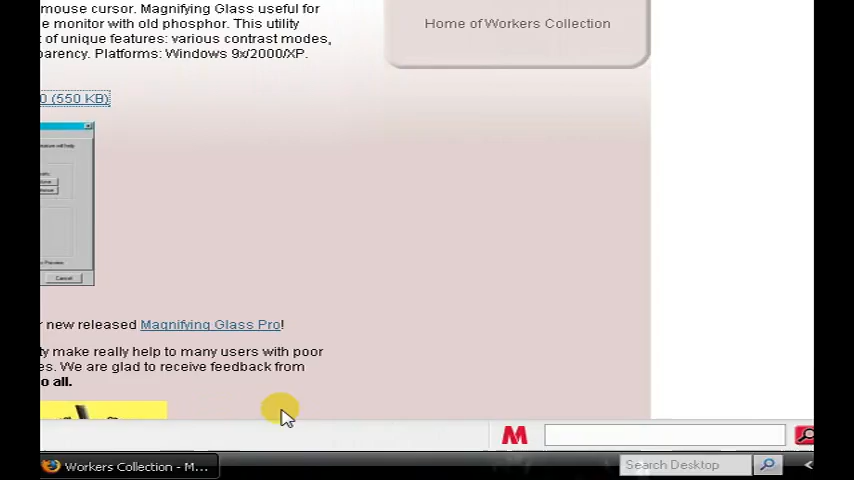 mouse cursor. Magnifying Glass useful for
e monitor with old phosphor. This utility
t of unique features: various contrast modes,
parency. Platforms: Windows 9x/2000/XP.
Home of Workers Collection
0 (550 KB)
Cancel
r new released Magnifying Glass Pro!
ty make really help to many users with poor
es. We are glad to receive feedback from
o all.
M
Workers Collection - M...
Search Desktop